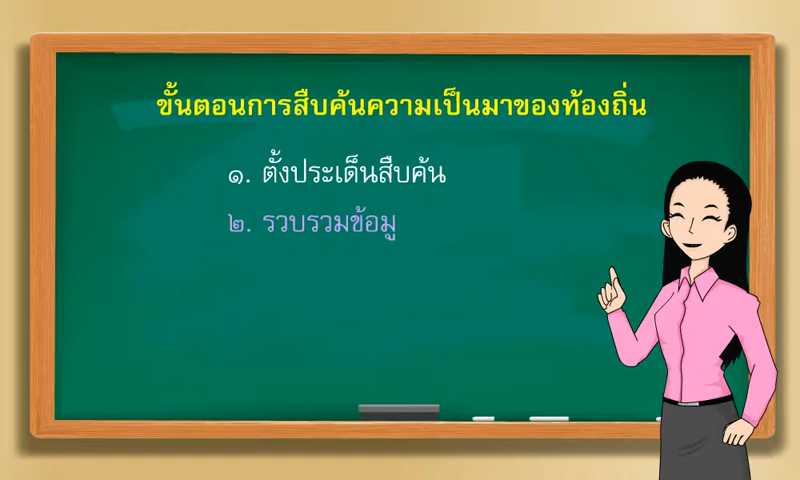 ขั้นตอนการสืบค้นความเป็นมาของท้องถิ่น
๑. ตั้งประเด็นสืบค้น
๒. รวบรวมข้อมู